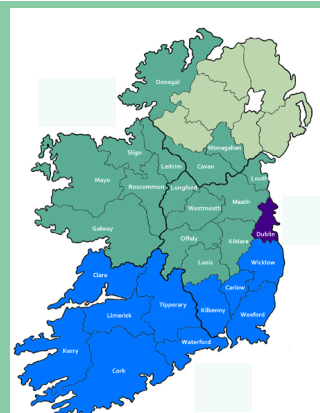 Donegal
Monagahan
Sligo
Leitrim
Cavan
Louth
Mayo
Roscommon
Longford
Meath
Westmeath
Galway
Dublin
Offaly
Kildare
Laois
Wicklow
Clare
Carlow
Tipperary
Limerick
Kilkenny
Wexford
Waterford
Kerry
Cork